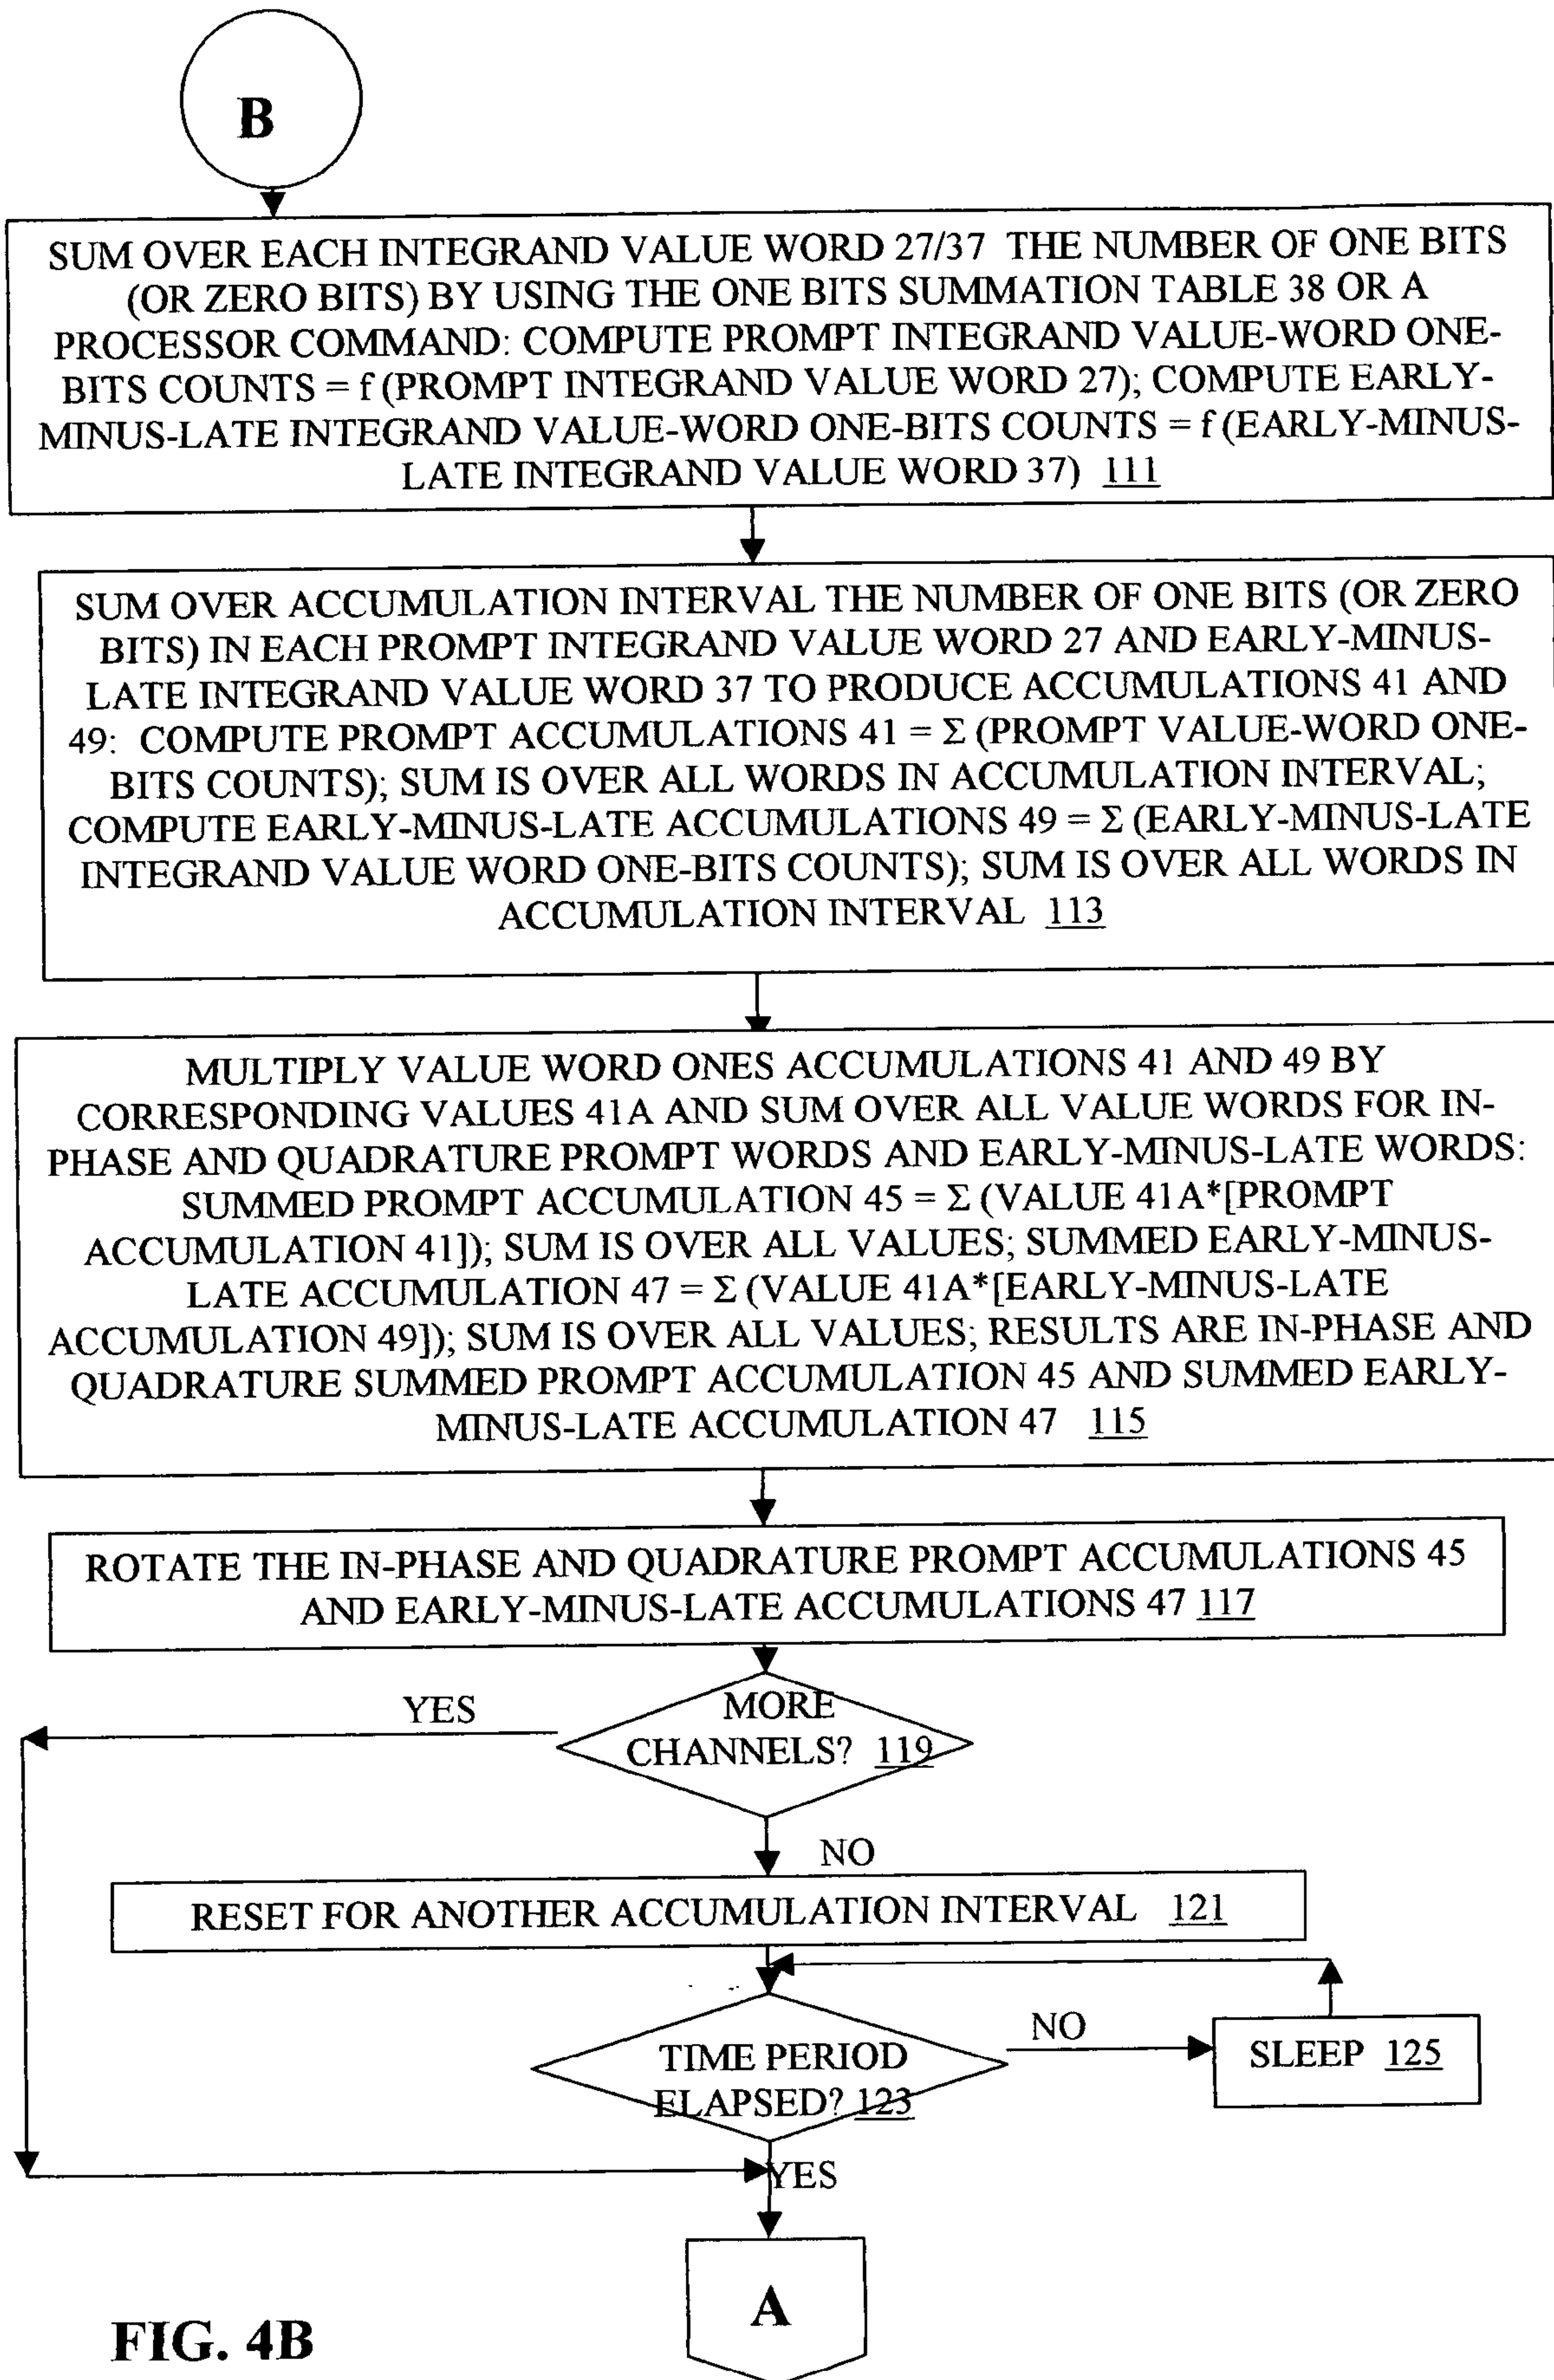 B
SUM OVER EACH INTEGRAND VALUE WORD 27/37 THE NUMBER OF ONE BITS
(OR ZERO BITS) BY USING THE ONE BITS SUMMATION TABLE 38 OR A
PROCESSOR COMMAND: COMPUTE PROMPT INTEGRAND VALUE-WORD ONE-
BITS COUNTS = f (PROMPT INTEGRAND VALUE WORD 27); COMPUTE EARLY-
MINUS-LATE INTEGRAND VALUE-WORD ONE-BITS COUNTS = f (EARLY-MINUS-
LATE INTEGRAND VALUE WORD 37) 111
SUM OVER ACCUMULATION INTERVAL THE NUMBER OF ONE BITS (OR ZERO
BITS) IN EACH PROMPT INTEGRAND VALUE WORD 27 AND EARLY-MINUS-
LATE INTEGRAND VALUE WORD 37 TO PRODUCE ACCUMULATIONS 41 AND
49: COMPUTE PROMPT ACCUMULATIONS 41 = Σ (PROMPT VALUE-WORD ONE-
BITS COUNTS); SUM IS OVER ALL WORDS IN ACCUMULATION INTERVAL;
COMPUTE EARLY-MINUS-LATE ACCUMULATIONS 49 = Σ (EARLY-MINUS-LATE
INTEGRAND VALUE WORD ONE-BITS COUNTS); SUM IS OVER ALL WORDS IN
ACCUMULATION INTERVAL 113
MULTIPLY VALUE WORD ONES ACCUMULATIONS 41 AND 49 BY
CORRESPONDING VALUES 41A AND SUM OVER ALL VALUE WORDS FOR IN-
PHASE AND QUADRATURE PROMPT WORDS AND EARLY-MINUS-LATE WORDS:
SUMMED PROMPT ACCUMULATION 45 = Σ (VALUE 41A*[PROMPT
ACCUMULATION 41]); SUM IS OVER ALL VALUES; SUMMED EARLY-MINUS-
LATE ACCUMULATION 47 = Σ (VALUE 41A*[EARLY-MINUS-LATE
ACCUMULATION 49]); SUM IS OVER ALL VALUES; RESULTS ARE IN-PHASE AND
QUADRATURE SUMMED PROMPT ACCUMULATION 45 AND SUMMED EARLY-
MINUS-LATE ACCUMULATION 47 115
ROTATE THE IN-PHASE AND QUADRATURE PROMPT ACCUMULATIONS 45
AND EARLY-MINUS-LATE ACCUMULATIONS 47 117
YES
MORE
CHANNELS? 119
NO
RESET FOR ANOTHER ACCUMULATION INTERVAL 121
TIME PERIOD
ELAPSED? 123
NO
SLEEP 125
YES
A
FIG. 4B